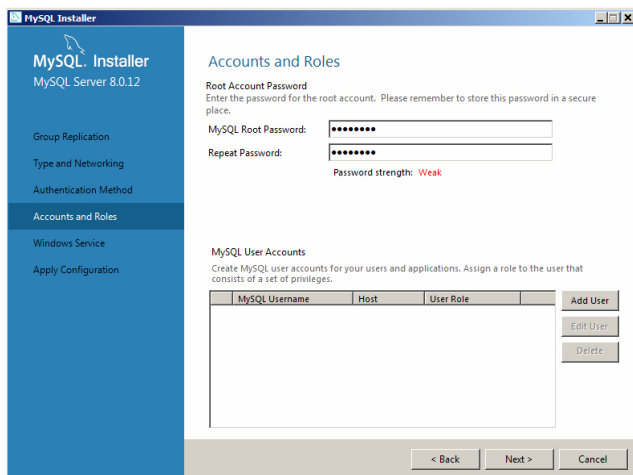 MySQL Installer
MySQL. Installer
MySQL Server 8.0.12
Group Replication
Type and Networking
Authentication Method
Accounts and Roles
Windows Service
Apply Configuration
Accounts and Roles
Root Account Password
Enter the password for the root account. Please remember to store this password in a secure
place.
MySQL Root Password: ●●●●●●●●
Repeat Password: ●●●●●●●●
Password strength: Weak
MySQL User Accounts
Create MySQL user accounts for your users and applications. Assign a role to the user that
consists of a set of privileges.
MySQL Username Host User Role
Add User
Edit User
Delete
< Back Next > Cancel